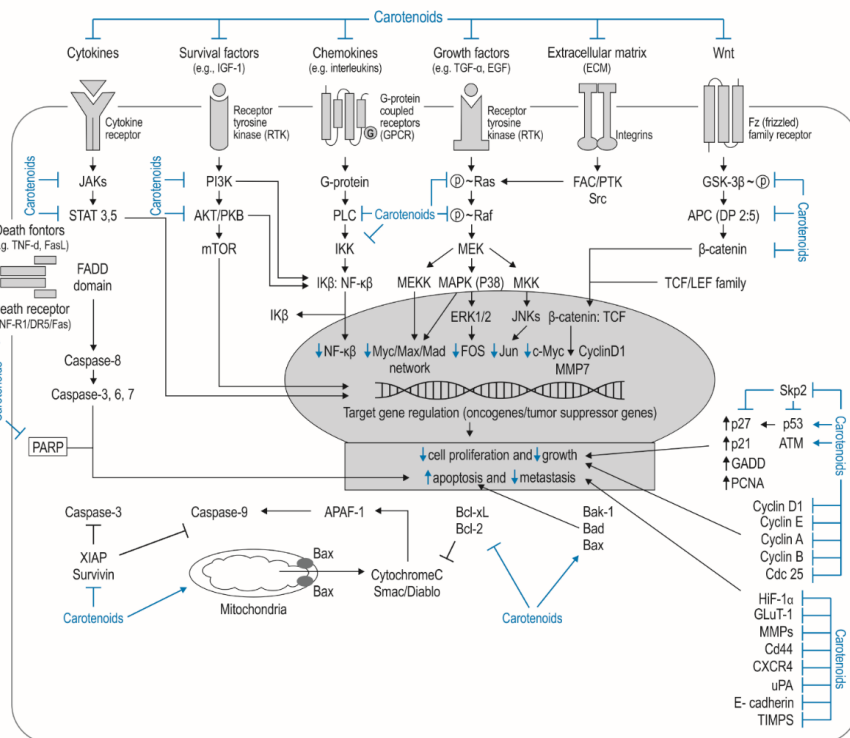 Carotenoids
Cytokines
Survival factors
(e.g., IGF-1)
Chemokines
(e.g. interleukins)
Growth factors
(e.g. TGF-α, EGF)
Extracellular matrix
(ECM)
Wnt
Cytokine
receptor
Receptor
tyrosine
kinase (RTK)
G-protein
coupled
receptors
(GPCR)
G
Receptor
tyrosine
kinase (RTK)
Integrins
Fz (frizzled)
family receptor
Carotenoids
JAKs
STAT 3,5
Carotenoids
PI3K
AKT/PKB
mTOR
G-protein
PLC
IKK
IKβ: NF-κβ
IKβ
Carotenoids
p~Ras
p~Raf
MEK
MEKK
MAPK (P38)
MKK
FAC/PTK
Src
GSK-3β~p
APC (DP 2:5)
β-catenin
Carotenoids
TCF/LEF family
Death fontors
.g. TNF-d, FasL)
FADD
domain
eath receptor
NF-R1/DR5/Fas)
Caspase-8
Caspase-3, 6, 7
Carotenoids
PARP
ERK1/2
JNKs
β-catenin: TCF
↓NF-κβ
↓Myc/Max/Mad
network
↓FOS
↓Jun
↓c-Myc
CyclinD1
MMP7
Target gene regulation (oncogenes/tumor suppressor genes)
↓cell proliferation and ↓growth
↑apoptosis and ↓metastasis
Skp2
↑p27
p53
↑p21
ATM
↑GADD
↑PCNA
Carotenoids
Cyclin D1
Cyclin E
Cyclin A
Cyclin B
Cdc 25
Caspase-3
Caspase-9
APAF-1
Bcl-xL
Bcl-2
Bak-1
Bad
Bax
XIAP
Survivin
Bax
Bax
Mitochondria
CytochromeC
Smac/Diablo
Carotenoids
Carotenoids
HiF-1α
GLuT-1
MMPs
Cd44
CXCR4
uPA
E- cadherin
TIMPS
Carotenoids